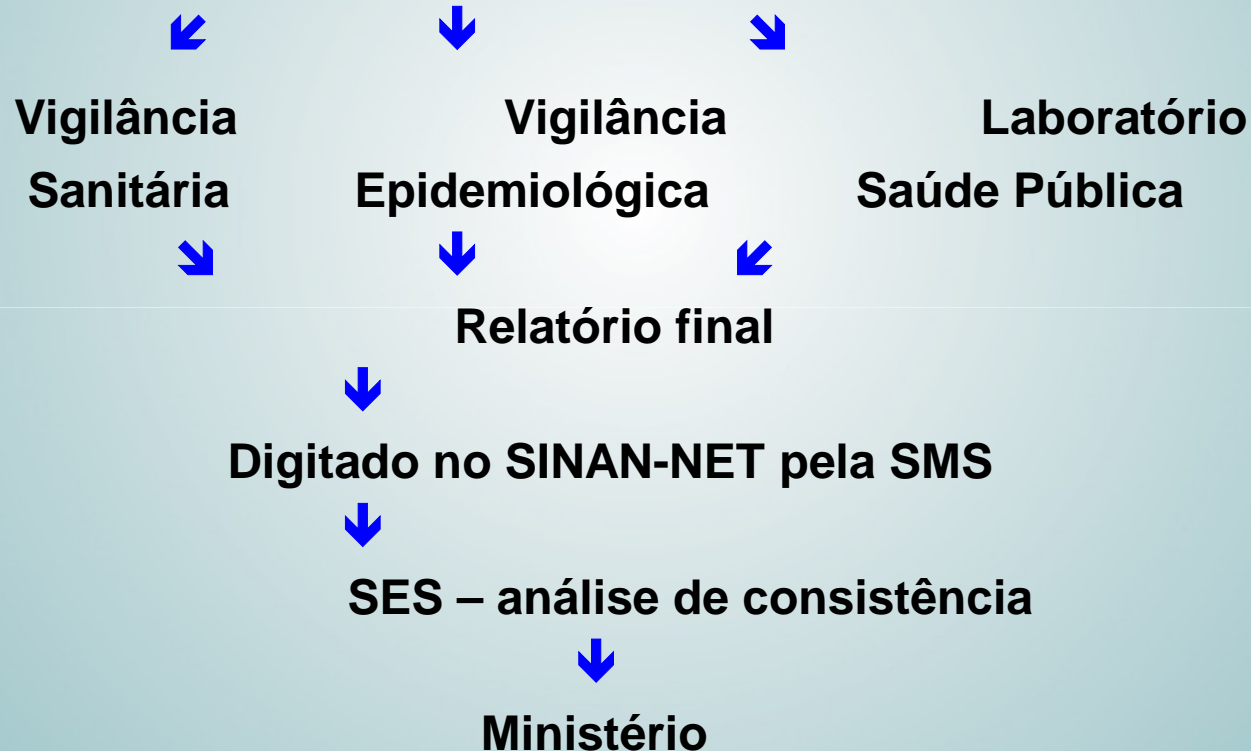 Vigilância Vigilância Laboratório
Sanitária Epidemiológica Saúde Pública
Relatório final
Digitado no SINAN-NET pela SMS
SES – análise de consistência
Ministério